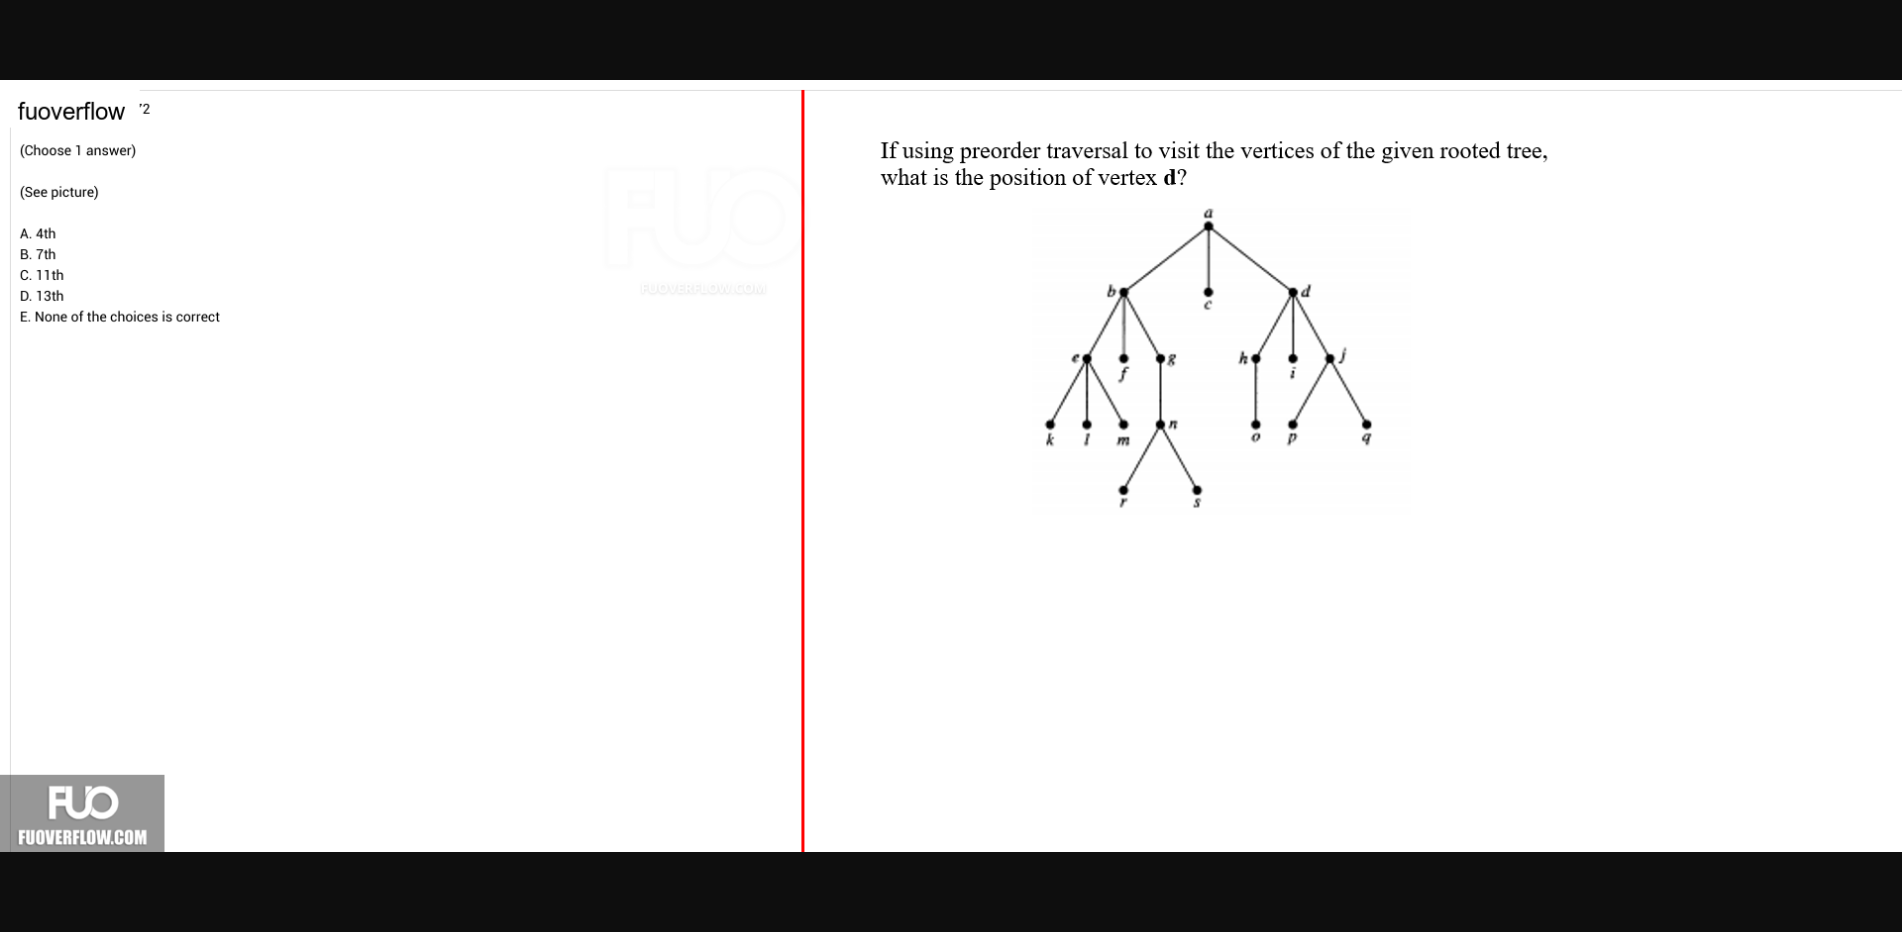 fuoverflow '2
(Choose 1 answer)
(See picture)
A. 4th
B. 7th
C. 11th
D. 13th
E. None of the choices is correct
FUO
FUOVERFLOW.COM
If using preorder traversal to visit the vertices of the given rooted tree,
what is the position of vertex d?
a
b
c
d
e
f
g
h
i
j
k
l
m
n
o
p
q
r
s
FUO
FUOVERFLOW.COM